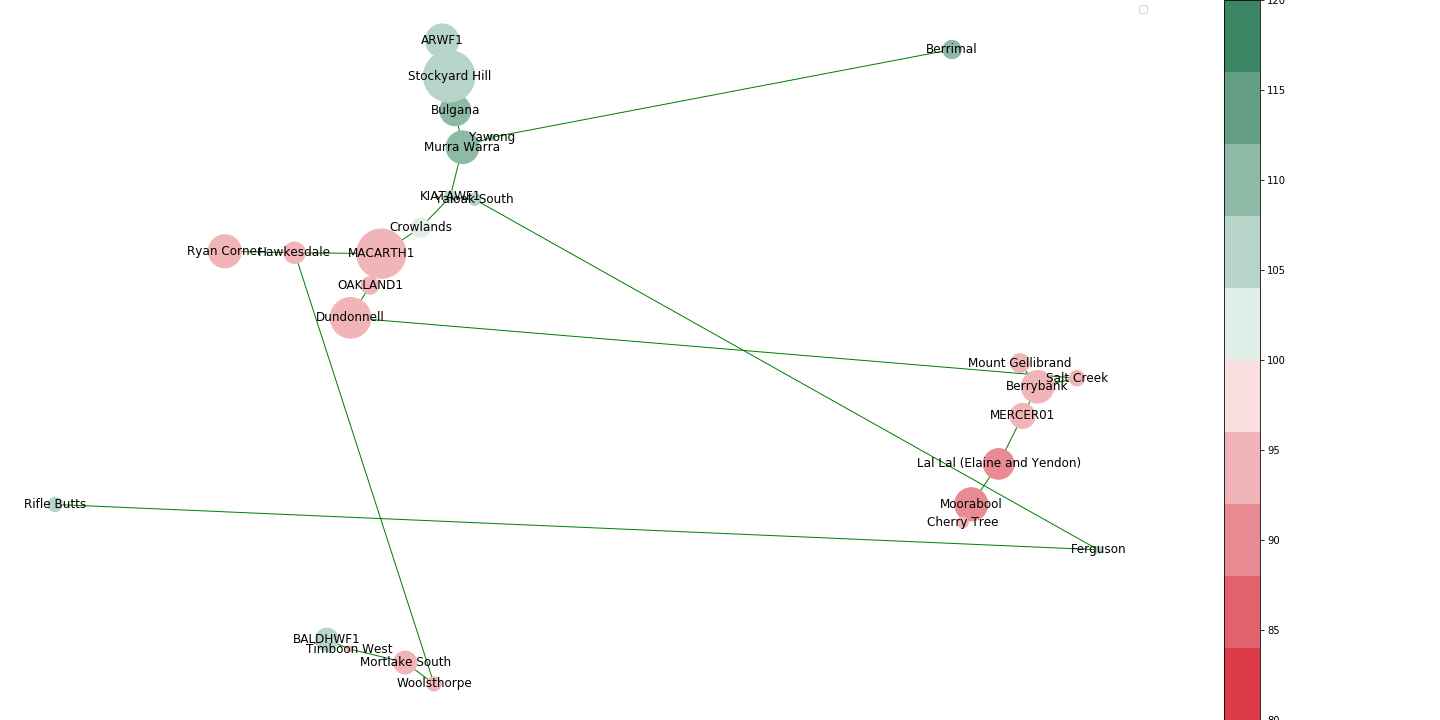 120
ARWF1
Berrimal
Stockyard Hill
115
Bulgana
Yawong
Murra Warra
110
KIATAWF1
Yaloak South
Crowlands
Ryan Corner
Hawkesdale
MACARTH1
105
OAKLAND1
Dundonnell
100
Mount Gellibrand
Salt Creek
Berrybank
MERCER01
95
Lal Lal (Elaine and Yendon)
Rifle Butts
Moorabool
Cherry Tree
90
Ferguson
85
BALDHWF1
Timboon West
Mortlake South
Woolsthorpe
80